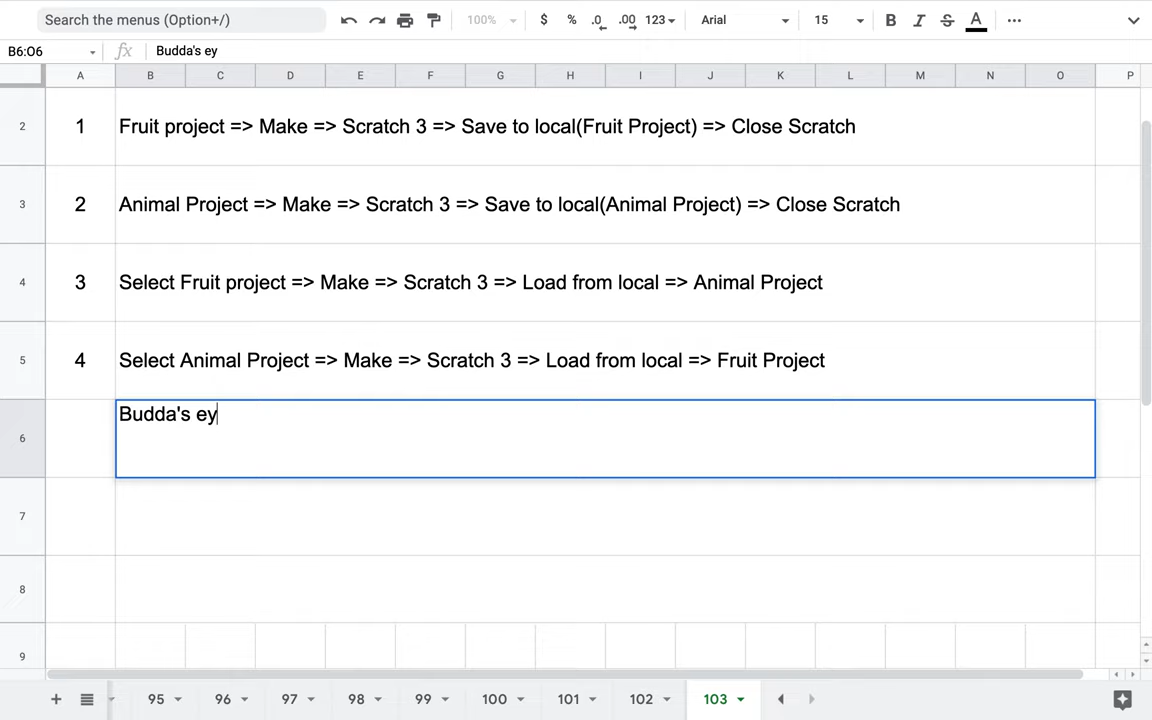 Search the menus (Option+/) 100% $ % .0 .00 123 Arial 15 B I S A
B6:O6 fx Budda's ey
A B C D E F G H I J K L M N O P
2 1 Fruit project => Make => Scratch 3 => Save to local(Fruit Project) => Close Scratch
3 2 Animal Project => Make => Scratch 3 => Save to local(Animal Project) => Close Scratch
4 3 Select Fruit project => Make => Scratch 3 => Load from local => Animal Project
5 4 Select Animal Project => Make => Scratch 3 => Load from local => Fruit Project
6 Budda's ey
7
8
9
95 96 97 98 99 100 101 102 103